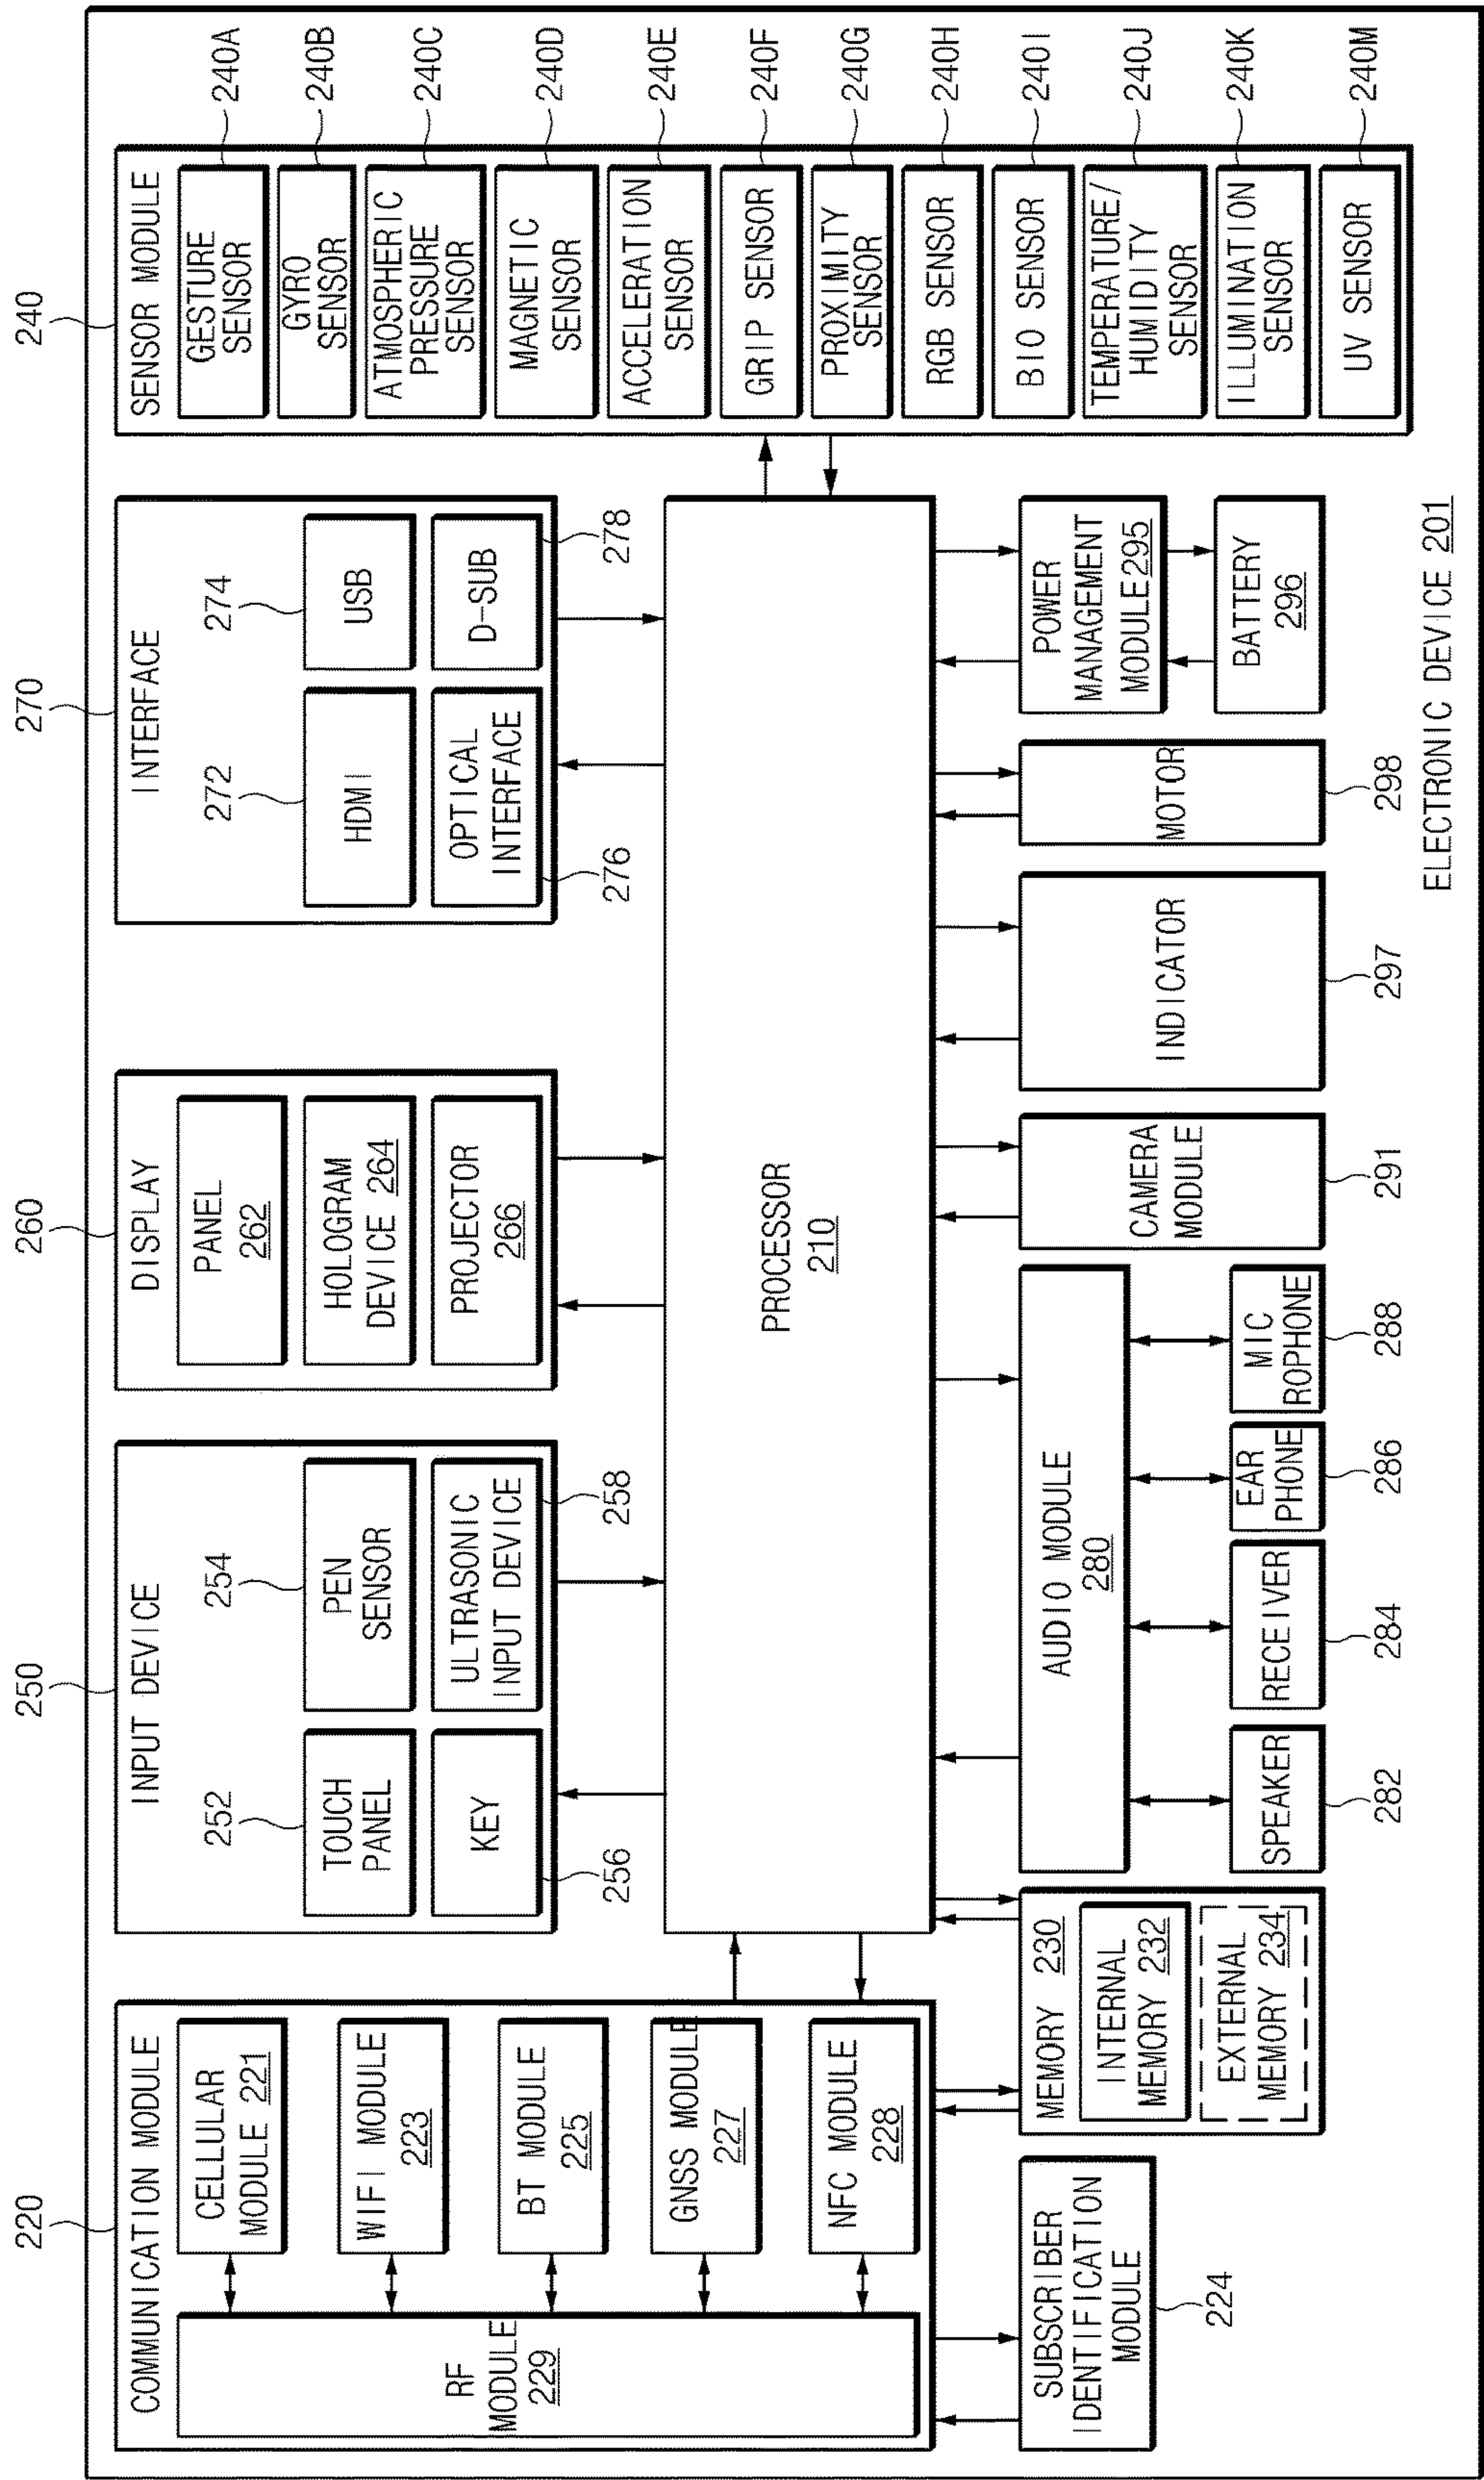 220
COMMUNICATION MODULE
RF
MODULE
229
CELLULAR
MODULE 221
WIFI MODULE
223
BT MODULE
225
GNSS MODULE
227
NFC MODULE
228
SUBSCRIBER
IDENTIFICATION
MODULE
224
250
INPUT DEVICE
252
TOUCH
PANEL
254
PEN
SENSOR
KEY
256
ULTRASONIC
INPUT DEVICE
258
260
DISPLAY
PANEL
262
HOLOGRAM
DEVICE 264
PROJECTOR
266
270
INTERFACE
272
HDMI
274
USB
OPTICAL
INTERFACE
276
D-SUB
278
240
SENSOR MODULE
GESTURE
SENSOR
240A
GYRO
SENSOR
240B
ATMOSPHERIC
PRESSURE
SENSOR
240C
MAGNETIC
SENSOR
240D
ACCELERATION
SENSOR
240E
GRIP SENSOR
240F
PROXIMITY
SENSOR
240G
RGB SENSOR
240H
BIO SENSOR
240I
TEMPERATURE/
HUMIDITY
SENSOR
240J
ILLUMINATION
SENSOR
240K
UV SENSOR
240M
PROCESSOR
210
MEMORY 230
INTERNAL
MEMORY 232
EXTERNAL
MEMORY 234
AUDIO MODULE
280
SPEAKER
282
RECEIVER
284
EAR
PHONE
286
MIC
ROPHONE
288
CAMERA
MODULE
291
INDICATOR
297
MOTOR
298
POWER
MANAGEMENT
MODULE 295
BATTERY
296
ELECTRONIC DEVICE 201